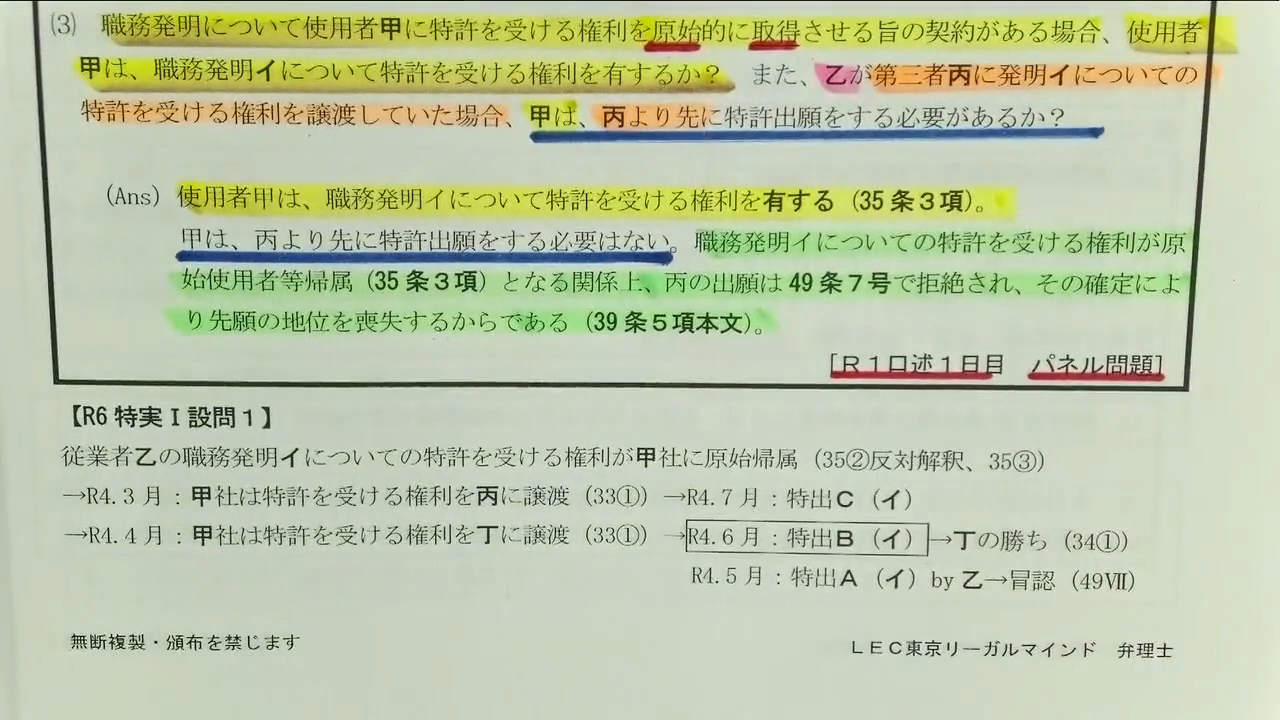 (3) 職務発明について使用者甲に特許を受ける権利を原始的に取得させる旨の契約がある場合、使用者
甲は、職務発明イについて特許を受ける権利を有するか? また、乙が第三者丙に発明イについての
特許を受ける権利を譲渡していた場合、甲は、丙より先に特許出願をする必要があるか?
(Ans) 使用者甲は、職務発明イについて特許を受ける権利を有する(35条3項)。
甲は、丙より先に特許出願をする必要はない。職務発明イについての特許を受ける権利が原
始使用者等帰属(35条3項)となる関係上、丙の出願は49条7号で拒絶され、その確定によ
り先願の地位を喪失するからである(39条5項本文)。
[R1口述1日目 パネル問題]
【R6特実Ⅰ設問1】
従業者乙の職務発明イについての特許を受ける権利が甲社に原始帰属(35②反対解釈、35③)
→R4.3月:甲社は特許を受ける権利を丙に譲渡(33①)→R4.7月:特出C(イ)
→R4.4月:甲社は特許を受ける権利を丁に譲渡(33①)→R4.6月:特出B(イ)→丁の勝ち(34①)
R4.5月:特出A(イ)by 乙→冒認(49Ⅶ)
無断複製・頒布を禁じます
LEC東京リーガルマインド 弁理士